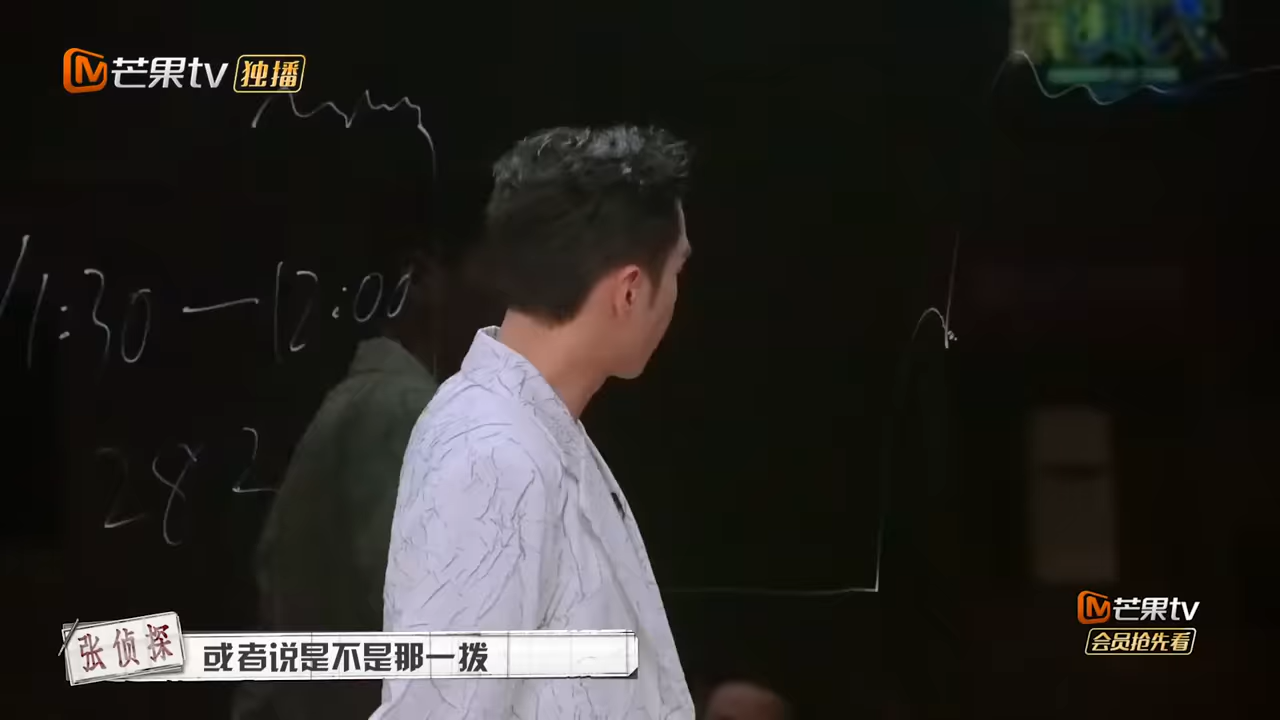 芒果tv 独播
11:30—12:00
282
张侦探
或者说是不是那一拨
芒果tv
会员抢先看